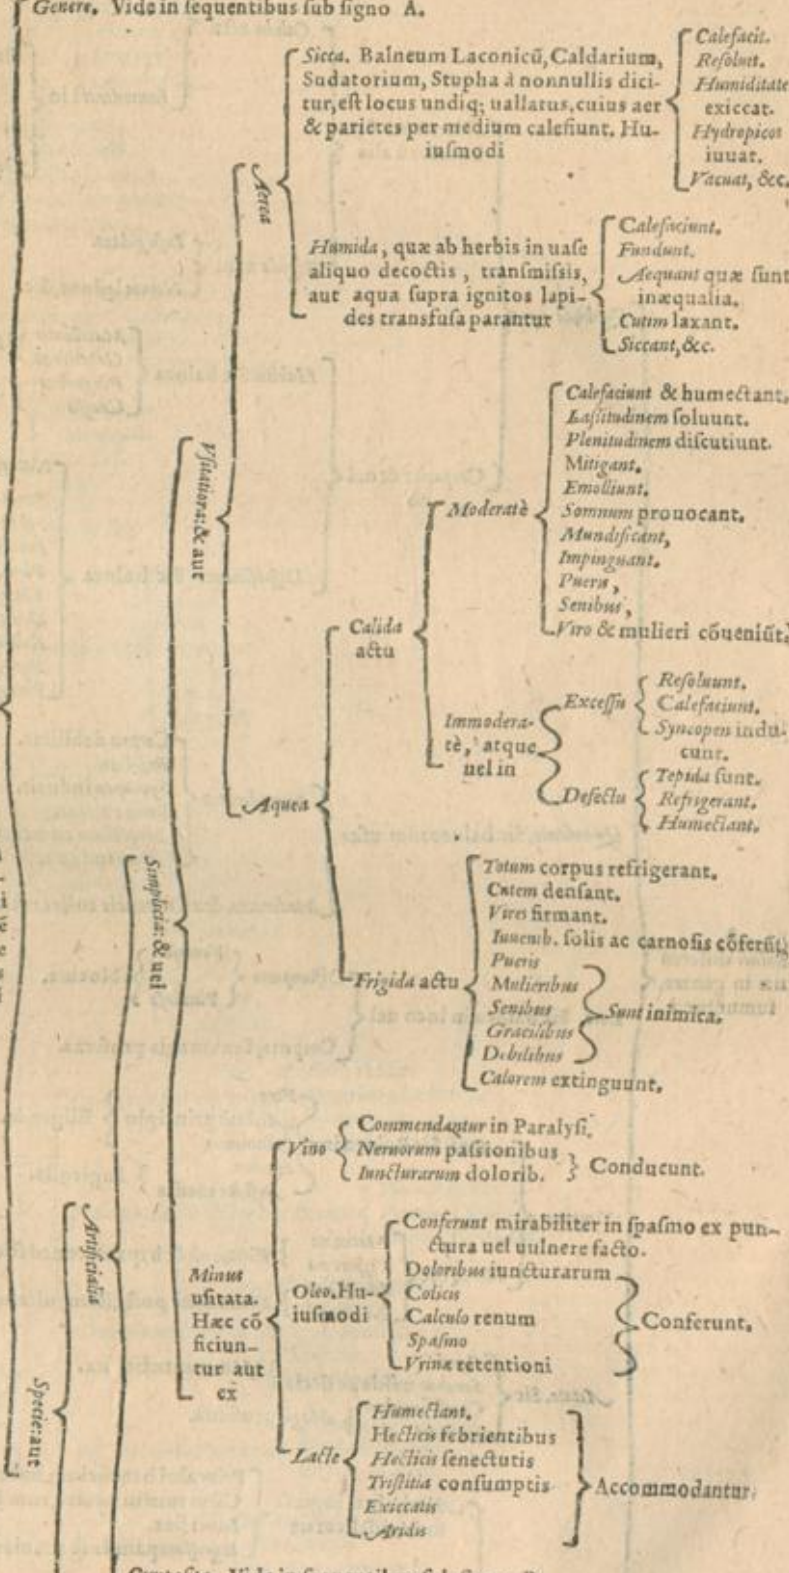 Genere. Vide in sequentibus sub signo A.
Sicca. Balneum Laconicū, Caldarium,
Sudatorium, Stupha à nonnullis dici-
tur, est locus undiq; uallatus, cuius aer
& parietes per medium calefiunt. Hu-
iusmodi
Calefacit.
Resoluit.
Humiditate
exiccat.
Hydropicos
iuuat.
Vacuat, &c.
Aerea
Humida, quæ ab herbis in uase
aliquo decoctis, transmissis,
aut aqua supra ignitos lapi-
des transfusa parantur
Calefaciunt.
Fundunt.
Aequant quæ sunt
inæqualia.
Cutim laxant.
Siccant, &c.
Vsitatiora: & aut
Calefaciunt & humectant.
Lassitudinem soluunt.
Plenitudinem discutiunt.
Mitigant.
Emolliunt.
Somnum prouocant.
Mundificant,
Impinguant.
Pueris,
Senibus,
Viro & mulieri cōueniūt.
Moderatè
Calida
actu
Immodera-
tè, atque
uel in
Excessu
Resoluunt.
Calefaciunt.
Syncopen indu-
cunt.
Defectu
Tepida sunt.
Refrigerant.
Humectant.
Aquea
Simplicia: & uel
Totum corpus refrigerant.
Cutem densant.
Vires firmant.
Iuuenib. solis ac carnosis cōferūt;
Pueris
Mulieribus
Senibus
Gracilibus
Debilibus
Sunt inimica.
Calorem extinguunt.
Frigida actu
Vino
Commendantur in Paralysi.
Neruorum passionibus
Iuncturarum dolorib.
Conducunt.
Artificialia
Minus
usitata.
Hæc cō
ficiun-
tur aut
ex
Oleo. Hu-
iusmodi
Conferunt mirabiliter in spasmo ex pun-
ctura uel uulnere facto.
Doloribus iuncturarum
Colicis
Calculo renum
Spasmo
Vrinæ retentioni
Conferunt.
Specie: aut
Lacte
Humectant.
Hecticis febrientibus
Hecticis senectutis
Tristitia consumptis
Exiccatis
Aridis
Accommodantur.